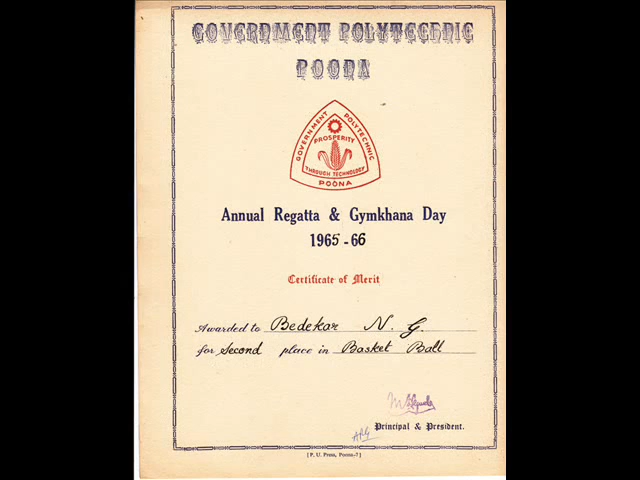 GOVERNMENT POLYTECHNIC
POONA
GOVERNMENT POLYTECHNIC
PROSPERITY
THROUGH TECHNOLOGY
POONA
Annual Regatta & Gymkhana Day
1965-66
Certificate of Merit
Awarded to Bedekar N. G.
for Second place in Basket Ball
Principal & President.
[ P. U. Press, Poona-7 ]